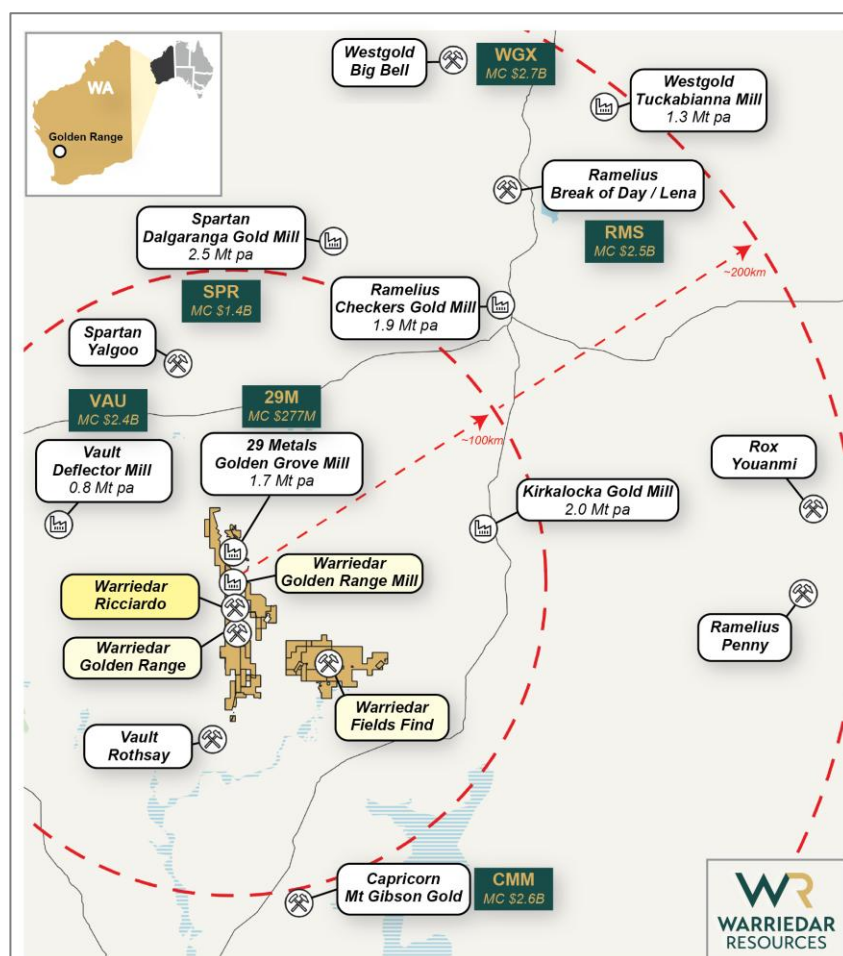 WA
Golden Range
Westgold
Big Bell
WGX
MC $2.7B
Westgold
Tuckabianna Mill
1.3 Mt pa
Ramelius
Break of Day / Lena
RMS
MC $2.5B
~200km
Spartan
Dalgaranga Gold Mill
2.5 Mt pa
SPR
MC $1.4B
Ramelius
Checkers Gold Mill
1.9 Mt pa
Spartan
Yalgoo
VAU
MC $2.4B
29M
MC $277M
~100km
Vault
Deflector Mill
0.8 Mt pa
29 Metals
Golden Grove Mill
1.7 Mt pa
Rox
Youanmi
Kirkalocka Gold Mill
2.0 Mt pa
Warriedar
Golden Range Mill
Warriedar
Ricciardo
Warriedar
Golden Range
Ramelius
Penny
Warriedar
Fields Find
Vault
Rothsay
Capricorn
Mt Gibson Gold
CMM
MC $2.6B
WR
WARRIEDAR
RESOURCES